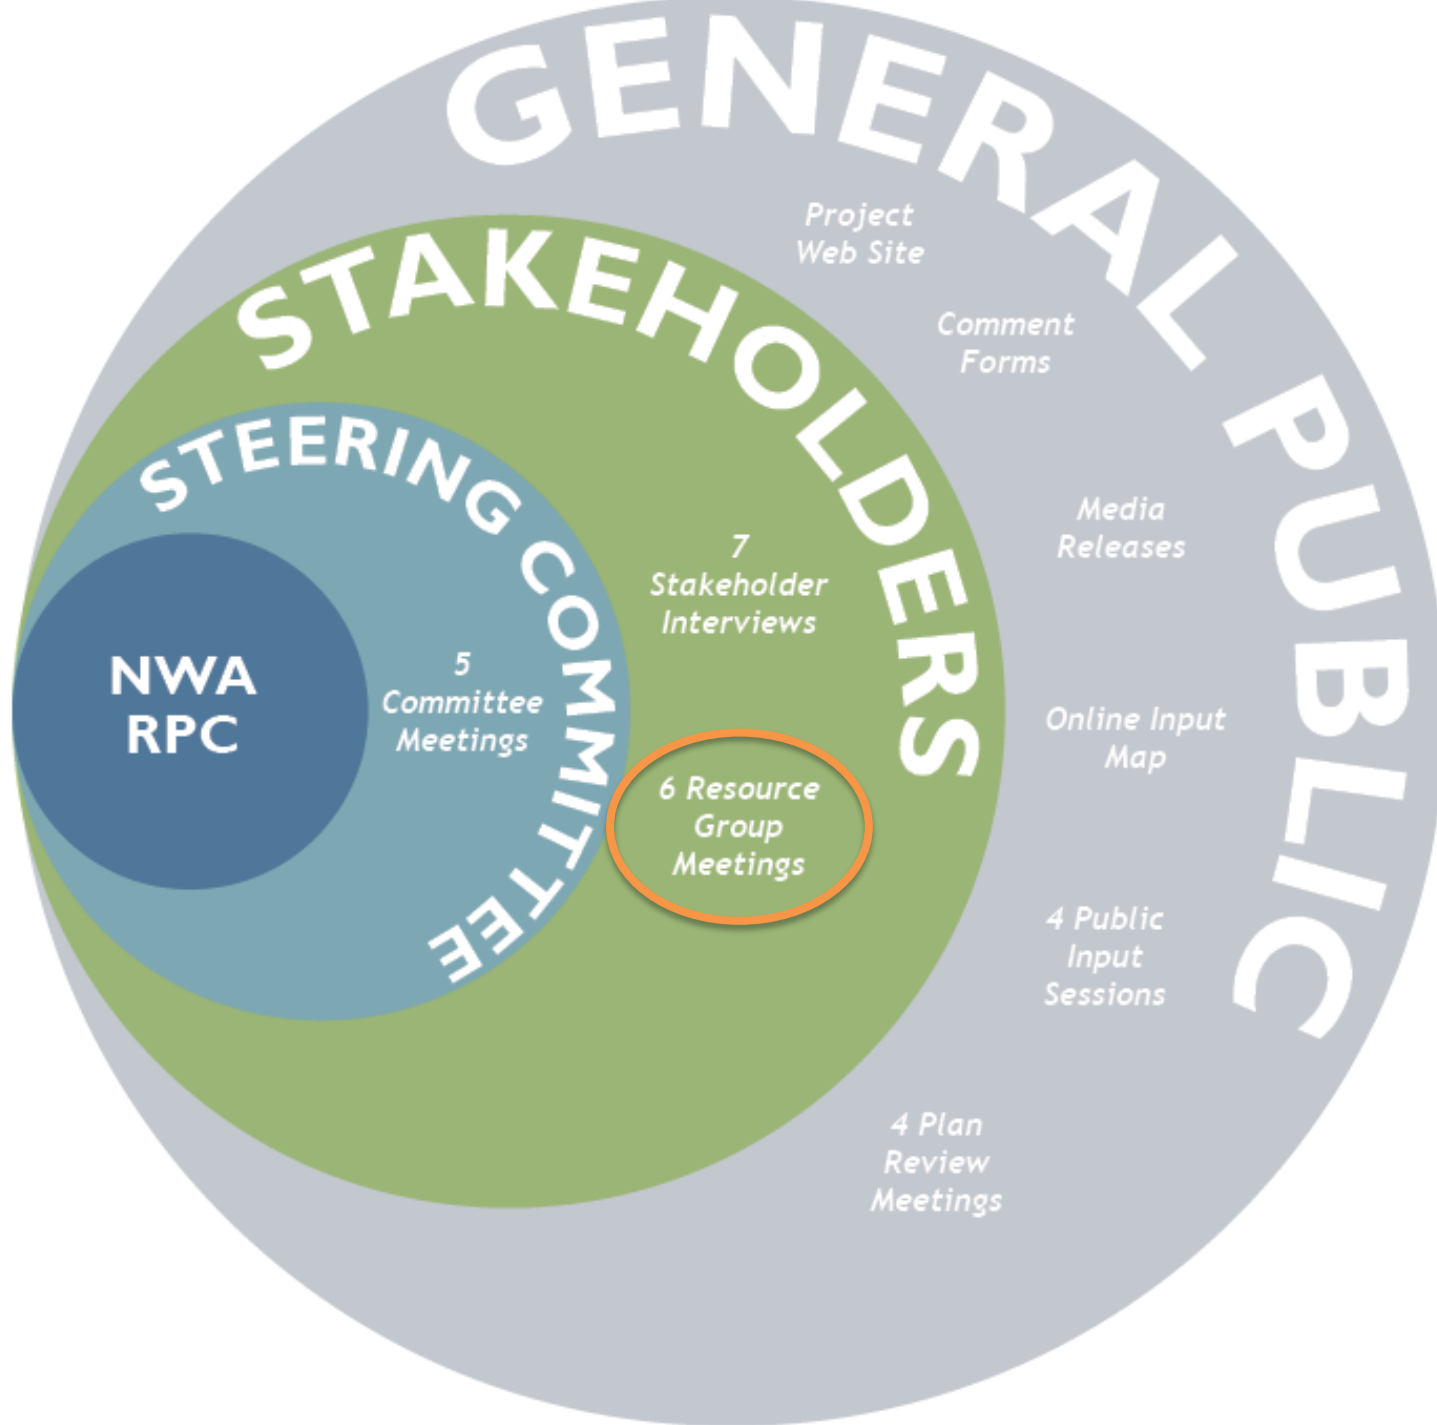 GENERAL PUBLIC
Project
Web Site
Comment
Forms
Media
Releases
Online Input
Map
4 Public
Input
Sessions
4 Plan
Review
Meetings
STAKEHOLDERS
7
Stakeholder
Interviews
6 Resource
Group
Meetings
STEERING COMMITTEE
5
Committee
Meetings
NWA
RPC